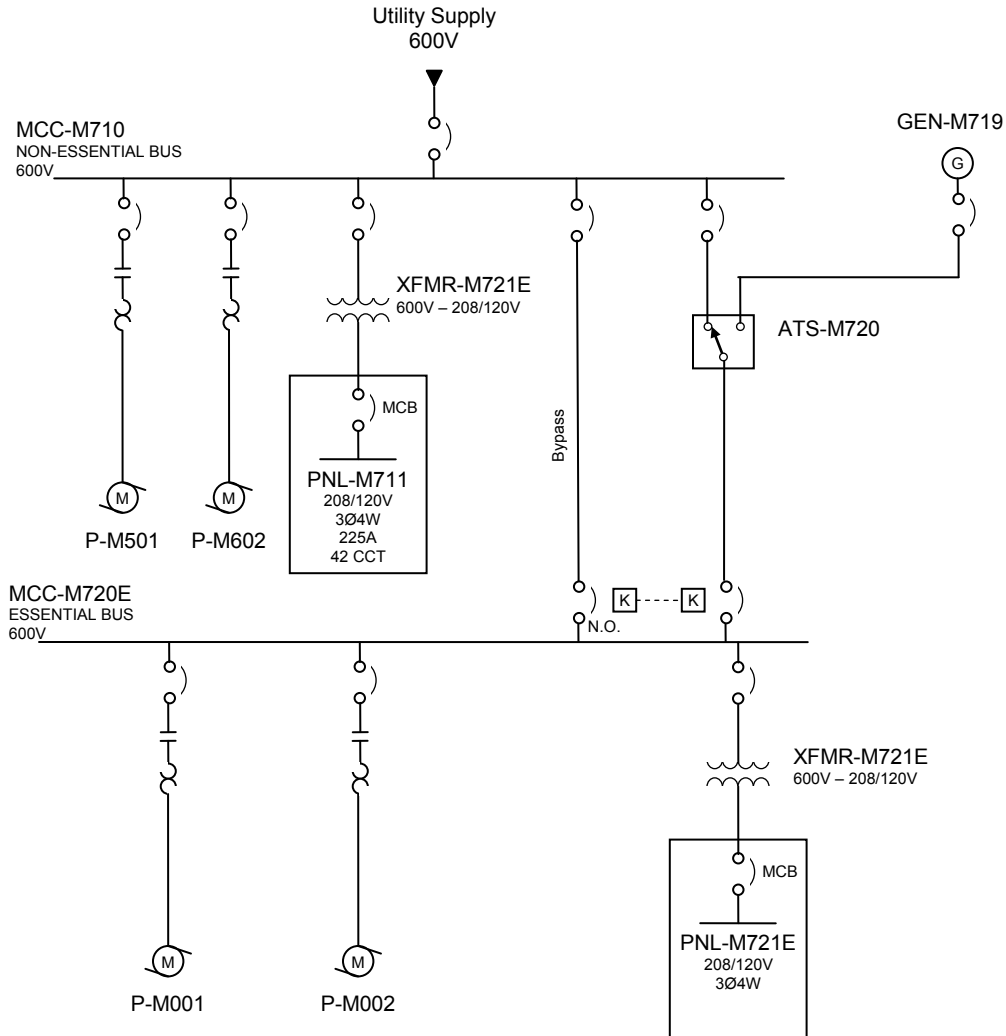 Utility Supply
600V
MCC-M710
NON-ESSENTIAL BUS
600V
GEN-M719
G
XFMR-M721E
600V – 208/120V
ATS-M720
MCB
Bypass
PNL-M711
208/120V
3Ø4W
225A
42 CCT
M
M
P-M501
P-M602
MCC-M720E
ESSENTIAL BUS
600V
K
K
N.O.
XFMR-M721E
600V – 208/120V
MCB
PNL-M721E
208/120V
3Ø4W
M
M
P-M001
P-M002